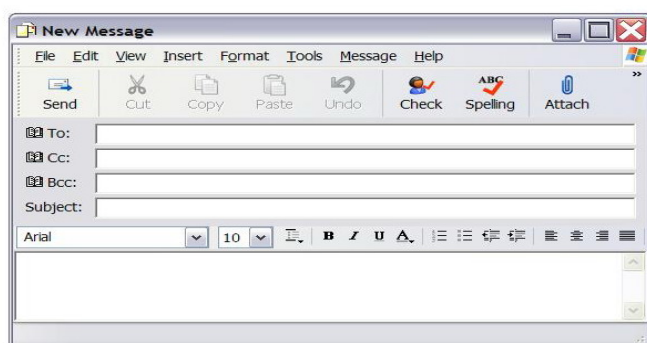 New Message
File Edit View Insert Format Tools Message Help
ABC
Send Cut Copy Paste Undo Check Spelling Attach
To:
Cc:
Bcc:
Subject:
Arial 10 B I U A